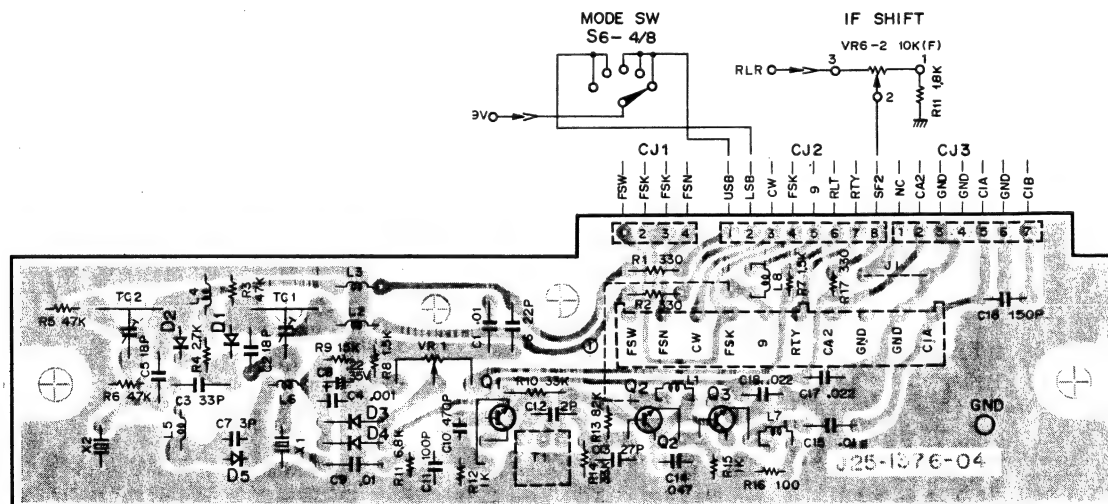 MODE SW
S6-4/8
IF SHIFT
VR6-2 10K(F)
RLR
3
1
2
R11 1.8K
9V
CJ1
CJ2
CJ3
FSW
FSK
FSK
FSN
USB
LSB
CW
FSK
9
RLT
RTY
SF2
NC
CA2
GND
GND
CIA
GND
CIB
2 3 4
1 2 3 4 5 6 7 8
1 2 3 4 5 6 7
R1 330
R2 330
L8
R7 1.5K
R17 330
J1
C18 150P
FSW
FSN
CW
FSK
9
RTY
CA2
GND
GND
CIA
L3
L2
TC2
L4
R3 47K
TC1
R5 47K
D2
D1
C5 18P
R4 27K
C2 18P
R9 15K
R8 1.5K
VR1
C1 .01
22P
R6 47K
C3 33P
L6
C4 .001
D3
D4
L5
C7 3P
D5
X2
X1
C9 .01
R11 6.8K
C11 100P
C10 470P
R12 1K
Q1
R10 33K
C12
T1
R13 82K
R14
27P
Q2
Q2
L1
Q3
C14 .047
R15 1K
C16 .022
C17 .022
L7
C15 .01
R16 100
GND
J25-1376-04